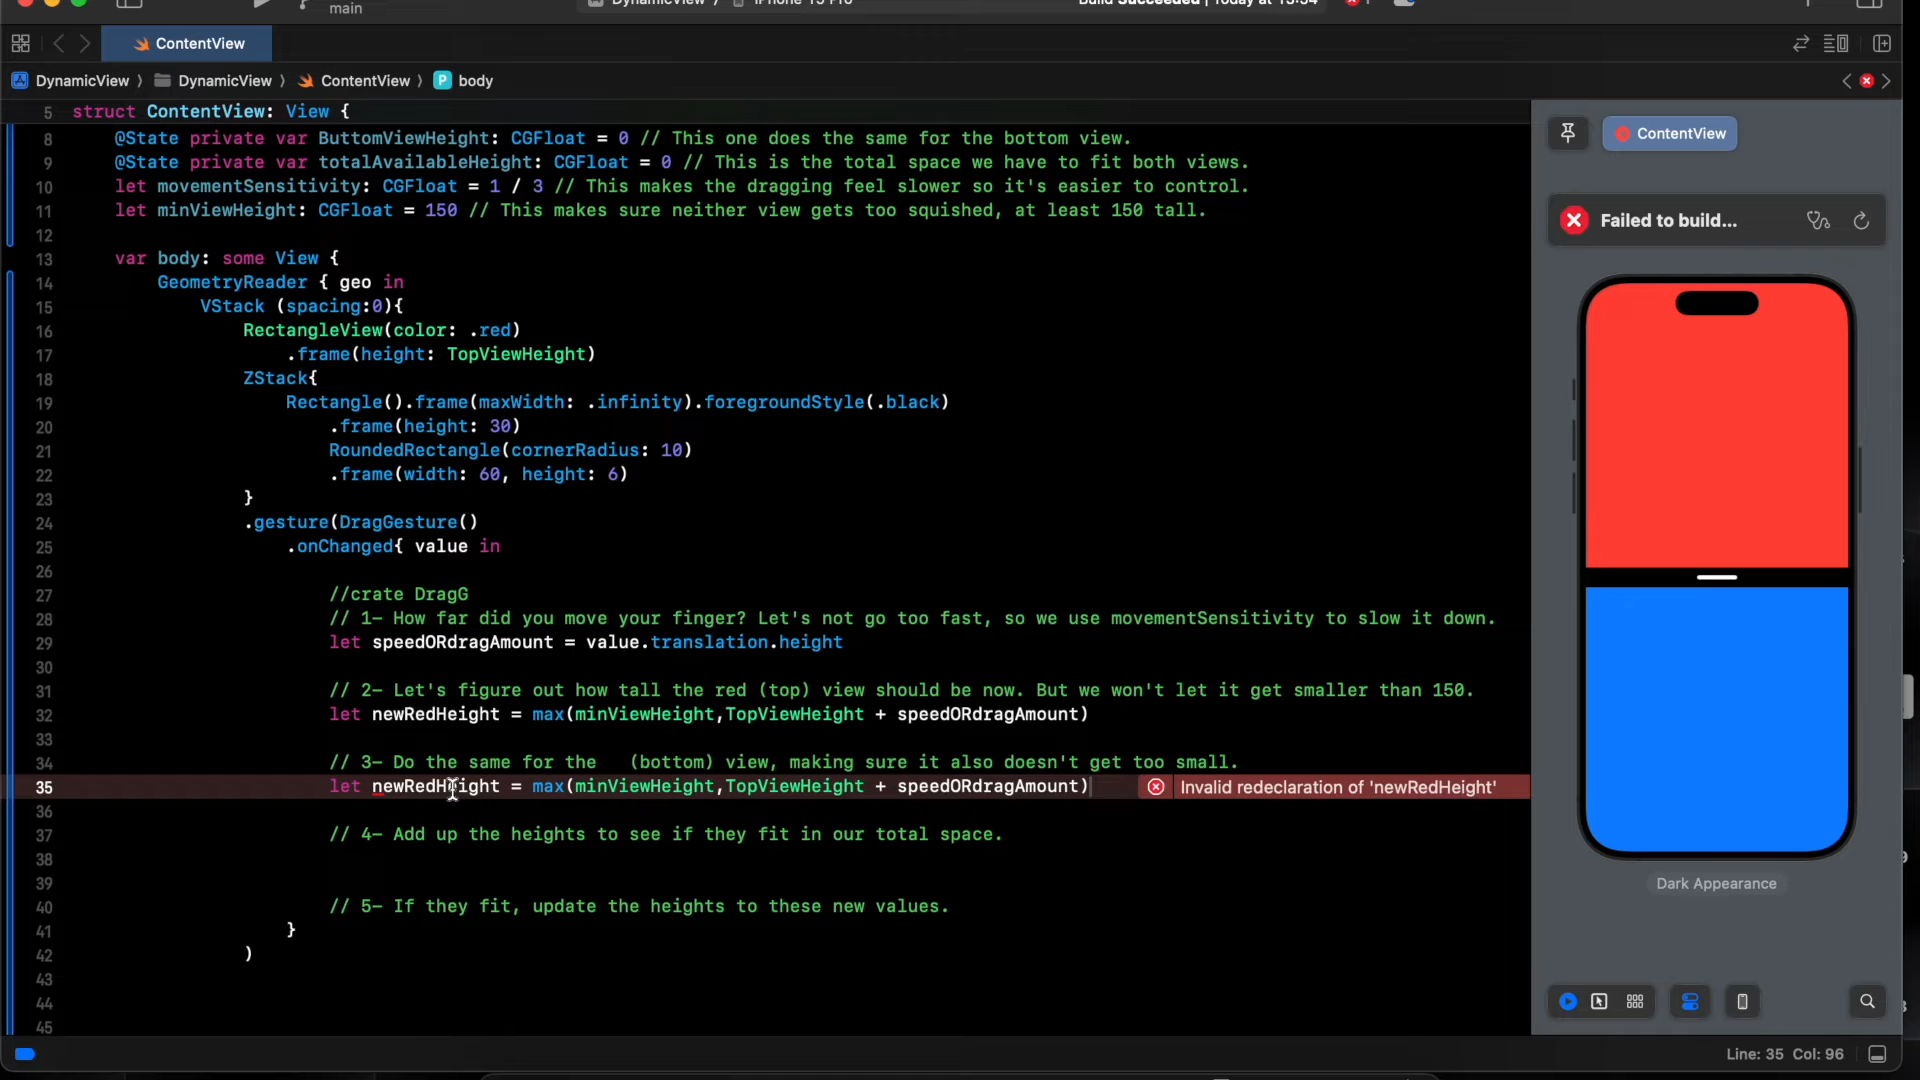 main
ContentView
DynamicView 〉 DynamicView 〉 ContentView 〉 P body
5 struct ContentView: View {
8 @State private var ButtomViewHeight: CGFloat = 0 // This one does the same for the bottom view.
9 @State private var totalAvailableHeight: CGFloat = 0 // This is the total space we have to fit both views.
10 let movementSensitivity: CGFloat = 1 / 3 // This makes the dragging feel slower so it's easier to control.
11 let minViewHeight: CGFloat = 150 // This makes sure neither view gets too squished, at least 150 tall.
12
13 var body: some View {
14 GeometryReader { geo in
15 VStack (spacing:0){
16 RectangleView(color: .red)
17 .frame(height: TopViewHeight)
18 ZStack{
19 Rectangle().frame(maxWidth: .infinity).foregroundStyle(.black)
20 .frame(height: 30)
21 RoundedRectangle(cornerRadius: 10)
22 .frame(width: 60, height: 6)
23 }
24 .gesture(DragGesture()
25 .onChanged{ value in
26
27 //crate DragG
28 // 1– How far did you move your finger? Let's not go too fast, so we use movementSensitivity to slow it down.
29 let speedORdragAmount = value.translation.height
30
31 // 2– Let's figure out how tall the red (top) view should be now. But we won't let it get smaller than 150.
32 let newRedHeight = max(minViewHeight,TopViewHeight + speedORdragAmount)
33
34 // 3– Do the same for the (bottom) view, making sure it also doesn't get too small.
35 let newRedHeight = max(minViewHeight,TopViewHeight + speedORdragAmount) Invalid redeclaration of 'newRedHeight'
36
37 // 4– Add up the heights to see if they fit in our total space.
38
39
40 // 5– If they fit, update the heights to these new values.
41 }
42 )
43
44
45
ContentView
Failed to build...
Dark Appearance
Line: 35 Col: 96